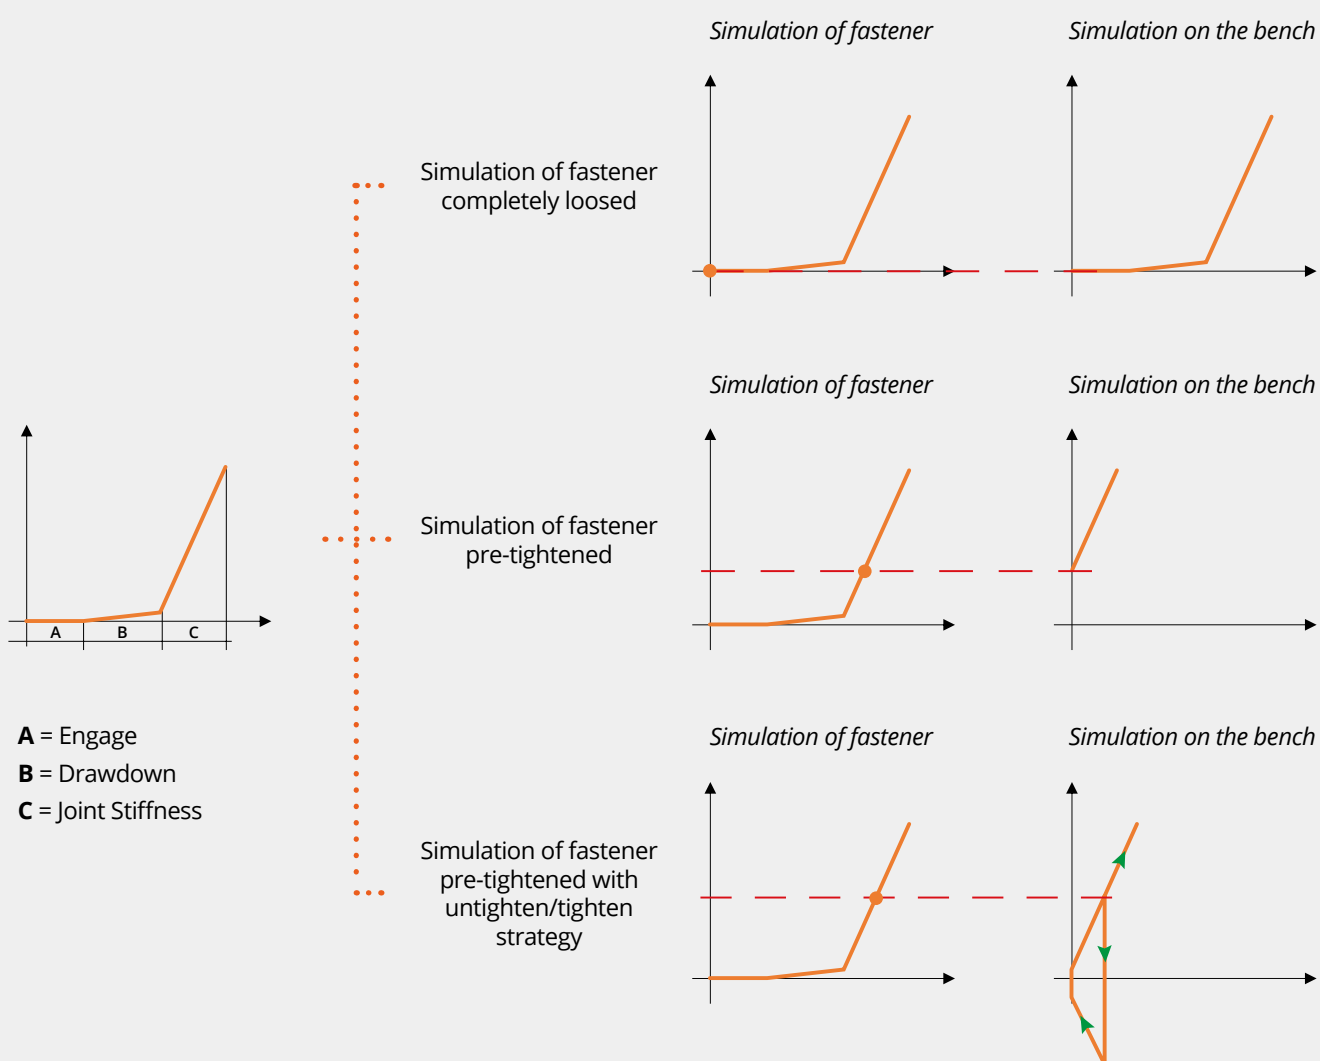 Simulation of fastener
Simulation on the bench
Simulation of fastener
completely loosed
Simulation of fastener
Simulation on the bench
Simulation of fastener
pre-tightened
A
B
C
A = Engage
B = Drawdown
C = Joint Stiffness
Simulation of fastener
Simulation on the bench
Simulation of fastener
pre-tightened with
untighten/tighten
strategy